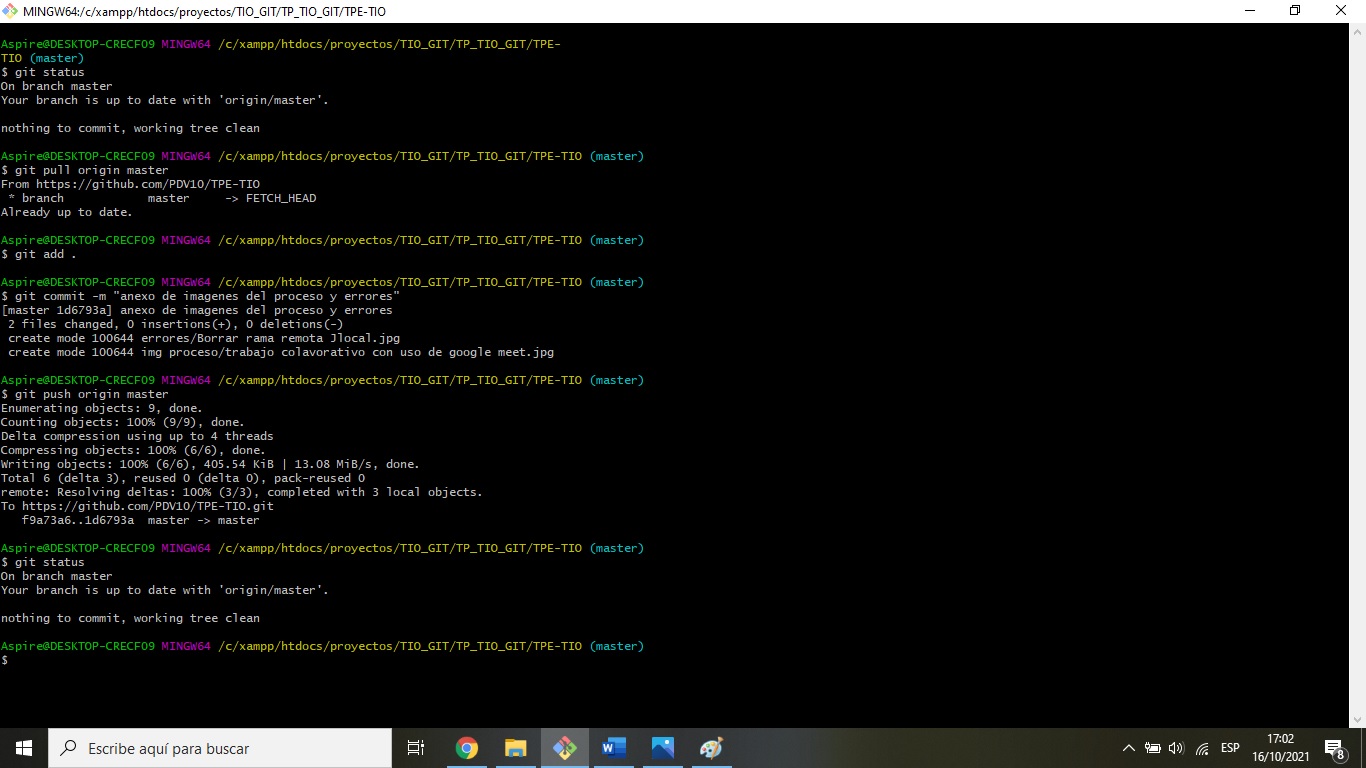 MINGW64:/c/xampp/htdocs/proyectos/TIO_GIT/TP_TIO_GIT/TPE-TIO
Aspire@DESKTOP-CRECF09 MINGW64 /c/xampp/htdocs/proyectos/TIO_GIT/TP_TIO_GIT/TPE-
TIO (master)
$ git status
On branch master
Your branch is up to date with 'origin/master'.
nothing to commit, working tree clean
Aspire@DESKTOP-CRECF09 MINGW64 /c/xampp/htdocs/proyectos/TIO_GIT/TP_TIO_GIT/TPE-TIO (master)
$ git pull origin master
From https://github.com/PDV10/TPE-TIO
 * branch            master     -> FETCH_HEAD
Already up to date.
Aspire@DESKTOP-CRECF09 MINGW64 /c/xampp/htdocs/proyectos/TIO_GIT/TP_TIO_GIT/TPE-TIO (master)
$ git add .
Aspire@DESKTOP-CRECF09 MINGW64 /c/xampp/htdocs/proyectos/TIO_GIT/TP_TIO_GIT/TPE-TIO (master)
$ git commit -m "anexo de imagenes del proceso y errores"
[master 1d6793a] anexo de imagenes del proceso y errores
 2 files changed, 0 insertions(+), 0 deletions(-)
 create mode 100644 errores/Borrar rama remota Jlocal.jpg
 create mode 100644 img proceso/trabajo colavorativo con uso de google meet.jpg
Aspire@DESKTOP-CRECF09 MINGW64 /c/xampp/htdocs/proyectos/TIO_GIT/TP_TIO_GIT/TPE-TIO (master)
$ git push origin master
Enumerating objects: 9, done.
Counting objects: 100% (9/9), done.
Delta compression using up to 4 threads
Compressing objects: 100% (6/6), done.
Writing objects: 100% (6/6), 405.54 KiB | 13.08 MiB/s, done.
Total 6 (delta 3), reused 0 (delta 0), pack-reused 0
remote: Resolving deltas: 100% (3/3), completed with 3 local objects.
To https://github.com/PDV10/TPE-TIO.git
   f9a73a6..1d6793a  master -> master
Aspire@DESKTOP-CRECF09 MINGW64 /c/xampp/htdocs/proyectos/TIO_GIT/TP_TIO_GIT/TPE-TIO (master)
$ git status
On branch master
Your branch is up to date with 'origin/master'.
nothing to commit, working tree clean
Aspire@DESKTOP-CRECF09 MINGW64 /c/xampp/htdocs/proyectos/TIO_GIT/TP_TIO_GIT/TPE-TIO (master)
$
Escribe aquí para buscar
W
ESP
17:02
16/10/2021
8